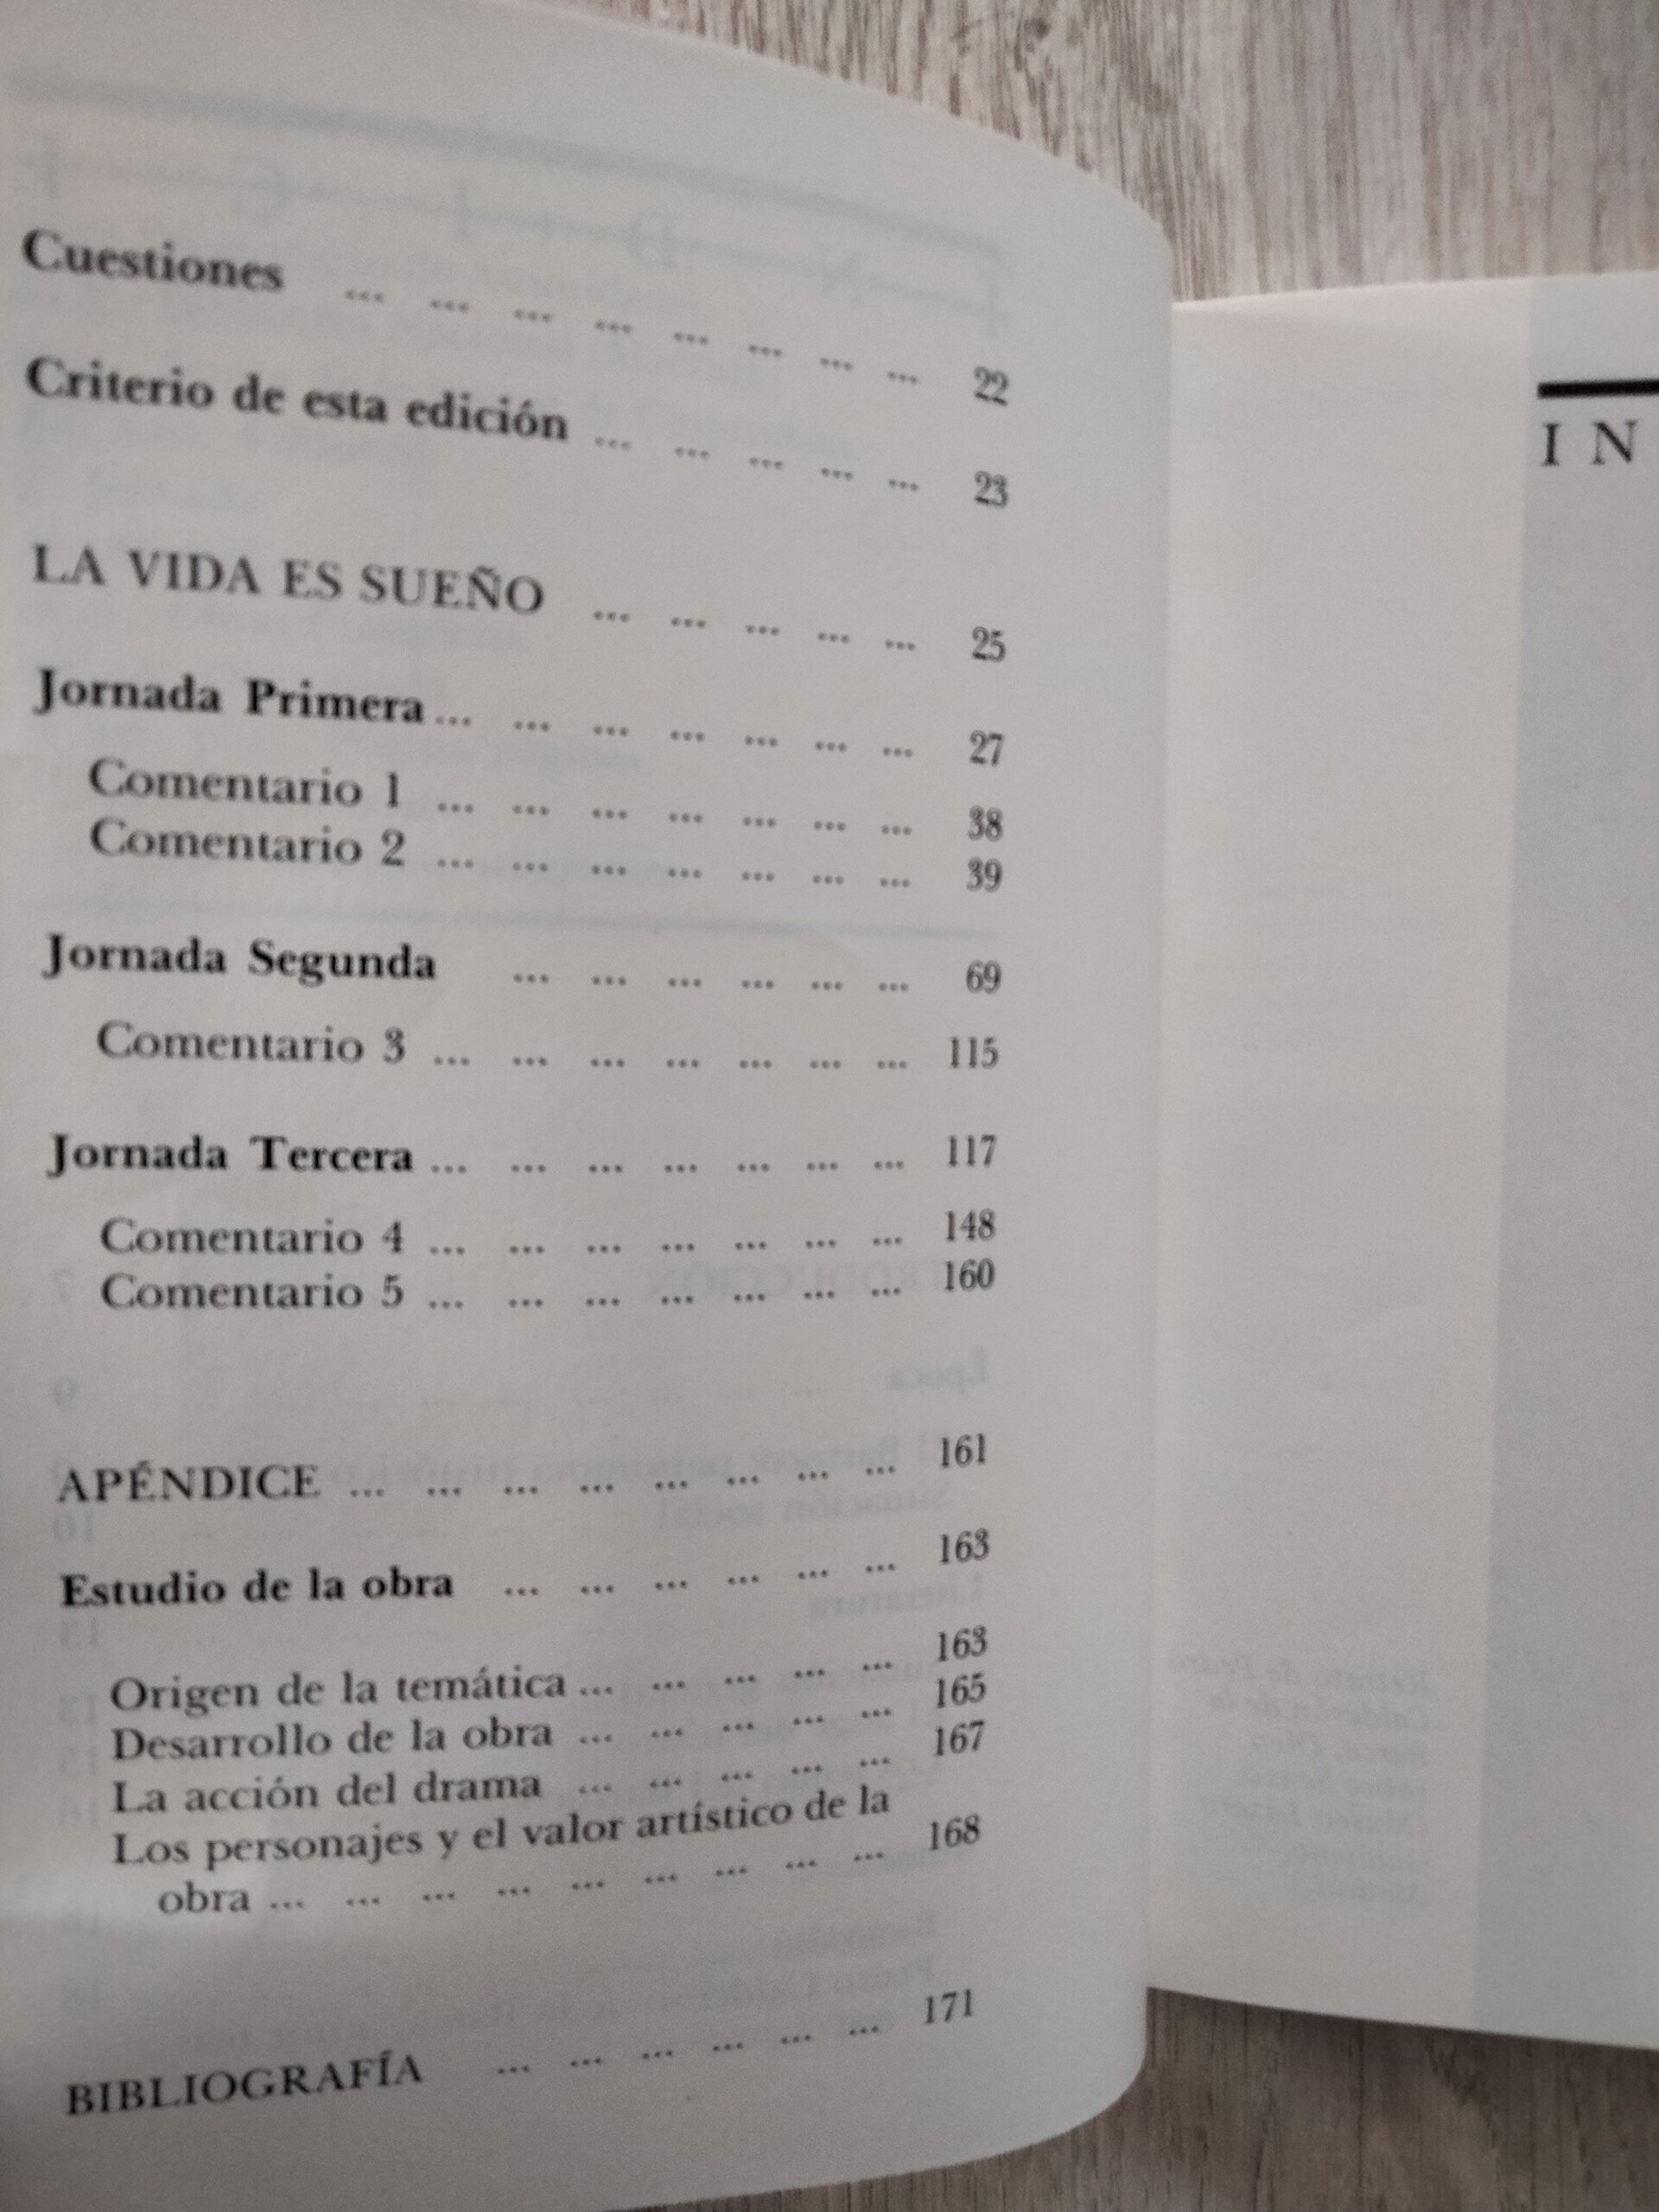 Cuestiones ... ... ... ... ... ... ... ... 22
Criterio de esta edición ... ... ... ... ... 23
LA VIDA ES SUEÑO ... ... ... ... ... 25
Jornada Primera ... ... ... ... ... ... ... 27
Comentario 1 ... ... ... ... ... ... ... 38
Comentario 2 ... ... ... ... ... ... ... 39
Jornada Segunda ... ... ... ... ... ... 69
Comentario 3 ... ... ... ... ... ... ... 115
Jornada Tercera ... ... ... ... ... ... ... 117
Comentario 4 ... ... ... ... ... ... ... 148
Comentario 5 ... ... ... ... ... ... ... 160
APÉNDICE ... ... ... ... ... ... ... ... 161
Estudio de la obra ... ... ... ... ... ... 163
Origen de la temática ... ... ... ... ... 163
Desarrollo de la obra ... ... ... ... ... 165
La acción del drama ... ... ... ... ... 167
Los personajes y el valor artístico de la
obra ... ... ... ... ... ... ... ... ... 168
BIBLIOGRAFÍA ... ... ... ... ... ... 171
I N